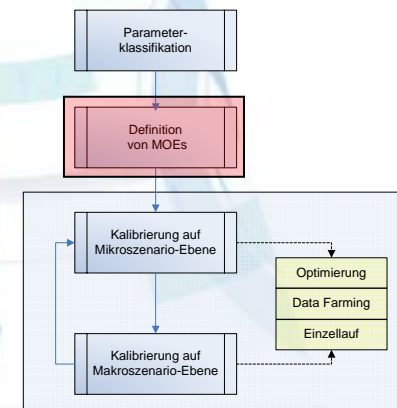 Parameter-
klassifikation
Definition
von MOEs
Kalibrierung auf
Mikroszenario-Ebene
Optimierung
Data Farming
Einzellauf
Kalibrierung auf
Makroszenario-Ebene